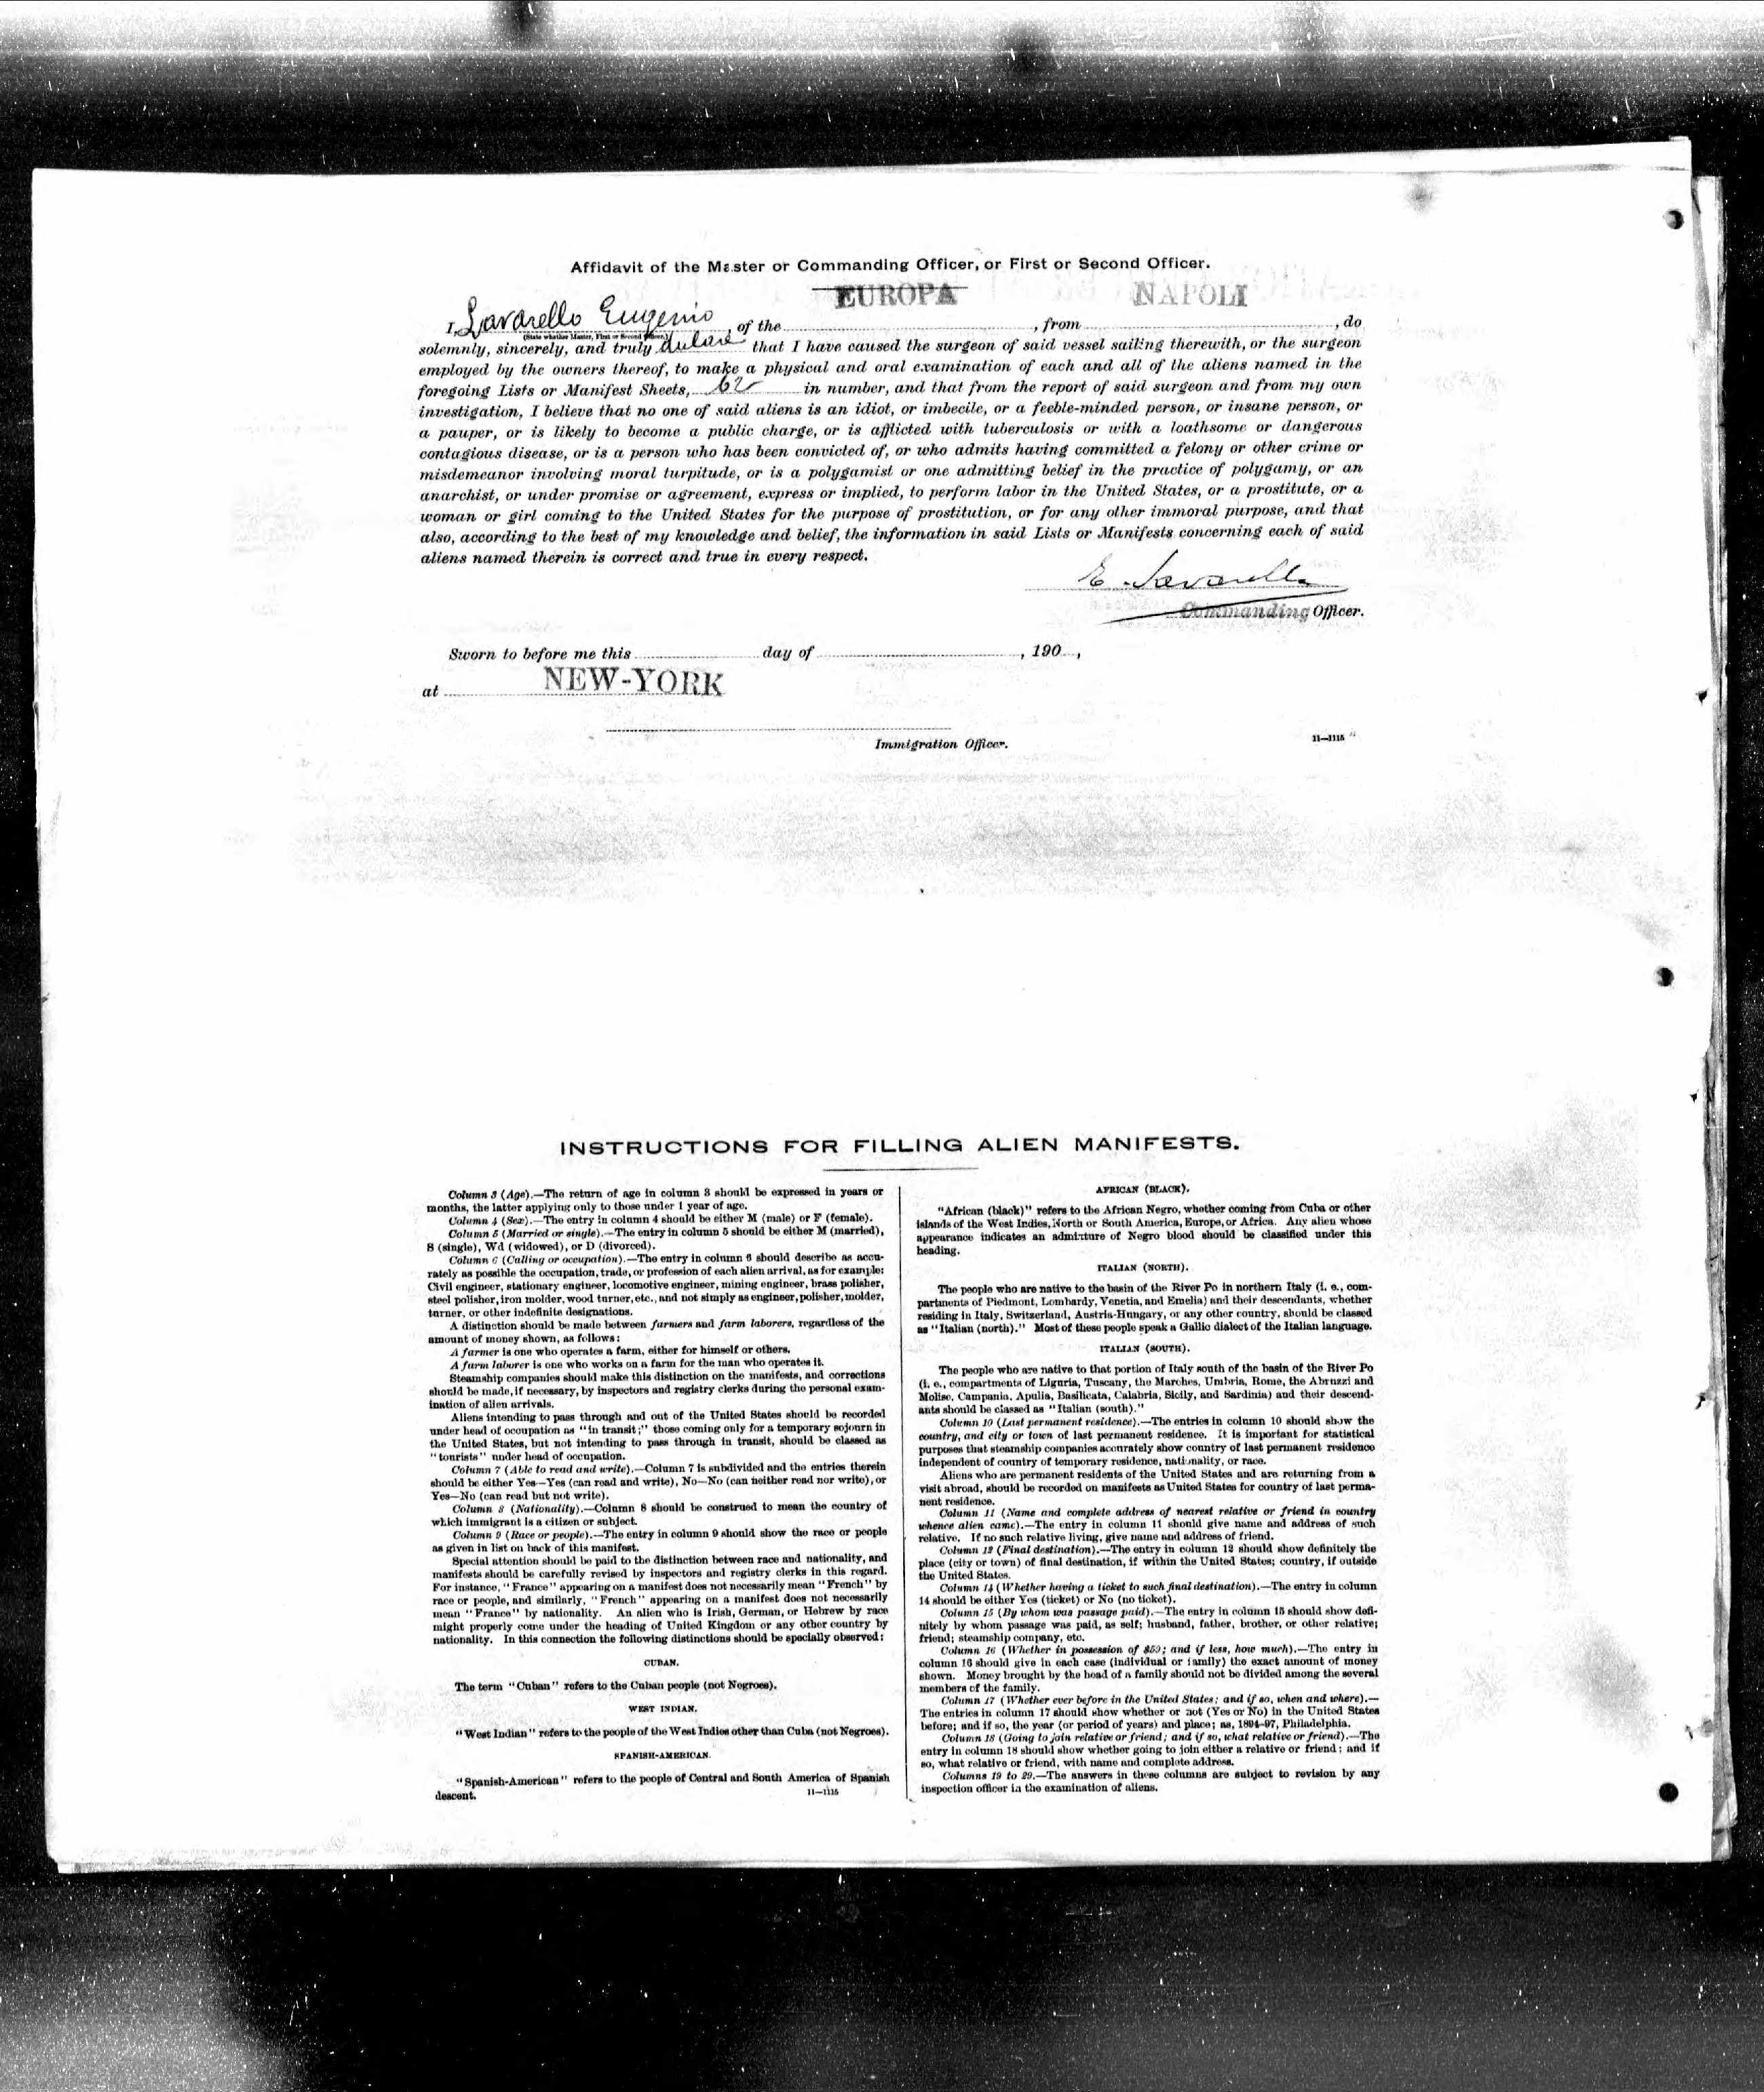 Affidavit of the Master or Commanding Officer, or First or Second Officer.
EUROPA NAPOLI
I, Lavarello Eugenio, of the , from , do
(State whether Master, First or Second Officer.)
solemnly, sincerely, and truly declare that I have caused the surgeon of said vessel sailing therewith, or the surgeon
employed by the owners thereof, to make a physical and oral examination of each and all of the aliens named in the
foregoing Lists or Manifest Sheets, 62 in number, and that from the report of said surgeon and from my own
investigation, I believe that no one of said aliens is an idiot, or imbecile, or a feeble-minded person, or insane person, or
a pauper, or is likely to become a public charge, or is afflicted with tuberculosis or with a loathsome or dangerous
contagious disease, or is a person who has been convicted of, or who admits having committed a felony or other crime or
misdemeanor involving moral turpitude, or is a polygamist or one admitting belief in the practice of polygamy, or an
anarchist, or under promise or agreement, express or implied, to perform labor in the United States, or a prostitute, or a
woman or girl coming to the United States for the purpose of prostitution, or for any other immoral purpose, and that
also, according to the best of my knowledge and belief, the information in said Lists or Manifests concerning each of said
aliens named therein is correct and true in every respect.
E. Lavarello
Commanding Officer.
Sworn to before me this day of , 190 ,
at NEW-YORK
Immigration Officer.
11—1115
INSTRUCTIONS FOR FILLING ALIEN MANIFESTS.
Column 3 (Age).—The return of age in column 3 should be expressed in years or
months, the latter applying only to those under 1 year of age.
Column 4 (Sex).—The entry in column 4 should be either M (male) or F (female).
Column 5 (Married or single).—The entry in column 5 should be either M (married),
S (single), Wd (widowed), or D (divorced).
Column 6 (Calling or occupation).—The entry in column 6 should describe as accu-
rately as possible the occupation, trade, or profession of each alien arrival, as for example:
Civil engineer, stationary engineer, locomotive engineer, mining engineer, brass polisher,
steel polisher, iron molder, wood turner, etc., and not simply as engineer, polisher, molder,
turner, or other indefinite designations.
A distinction should be made between farmers and farm laborers, regardless of the
amount of money shown, as follows:
A farmer is one who operates a farm, either for himself or others.
A farm laborer is one who works on a farm for the man who operates it.
Steamship companies should make this distinction on the manifests, and corrections
should be made, if necessary, by inspectors and registry clerks during the personal exam-
ination of alien arrivals.
Aliens intending to pass through and out of the United States should be recorded
under head of occupation as "in transit;" those coming only for a temporary sojourn in
the United States, but not intending to pass through in transit, should be classed as
"tourists" under head of occupation.
Column 7 (Able to read and write).—Column 7 is subdivided and the entries therein
should be either Yes—Yes (can read and write), No—No (can neither read nor write), or
Yes—No (can read but not write).
Column 8 (Nationality).—Column 8 should be construed to mean the country of
which immigrant is a citizen or subject.
Column 9 (Race or people).—The entry in column 9 should show the race or people
as given in list on back of this manifest.
Special attention should be paid to the distinction between race and nationality, and
manifests should be carefully revised by inspectors and registry clerks in this regard.
For instance, "France" appearing on a manifest does not necessarily mean "French" by
race or people, and similarly, "French" appearing on a manifest does not necessarily
mean "France" by nationality. An alien who is Irish, German, or Hebrew by race
might properly come under the heading of United Kingdom or any other country by
nationality. In this connection the following distinctions should be specially observed:
CUBAN.
The term "Cuban" refers to the Cuban people (not Negroes).
WEST INDIAN.
"West Indian" refers to the people of the West Indies other than Cuba (not Negroes).
SPANISH-AMERICAN.
"Spanish-American" refers to the people of Central and South America of Spanish
descent.
11—1115
AFRICAN (BLACK).
"African (black)" refers to the African Negro, whether coming from Cuba or other
islands of the West Indies, North or South America, Europe, or Africa. Any alien whose
appearance indicates an admixture of Negro blood should be classified under this
heading.
ITALIAN (NORTH).
The people who are native to the basin of the River Po in northern Italy (i. e., com-
partments of Piedmont, Lombardy, Venetia, and Emelia) and their descendants, whether
residing in Italy, Switzerland, Austria-Hungary, or any other country, should be classed
as "Italian (north)." Most of these people speak a Gallic dialect of the Italian language.
ITALIAN (SOUTH).
The people who are native to that portion of Italy south of the basin of the River Po
(i. e., compartments of Liguria, Tuscany, the Marches, Umbria, Rome, the Abruzzi and
Molise, Campania, Apulia, Basilicata, Calabria, Sicily, and Sardinia) and their descend-
ants should be classed as "Italian (south)."
Column 10 (Last permanent residence).—The entries in column 10 should show the
country, and city or town of last permanent residence. It is important for statistical
purposes that steamship companies accurately show country of last permanent residence
independent of country of temporary residence, nationality, or race.
Aliens who are permanent residents of the United States and are returning from a
visit abroad, should be recorded on manifests as United States for country of last perma-
nent residence.
Column 11 (Name and complete address of nearest relative or friend in country
whence alien came).—The entry in column 11 should give name and address of such
relative. If no such relative living, give name and address of friend.
Column 12 (Final destination).—The entry in column 12 should show definitely the
place (city or town) of final destination, if within the United States; country, if outside
the United States.
Column 14 (Whether having a ticket to such final destination).—The entry in column
14 should be either Yes (ticket) or No (no ticket).
Column 15 (By whom was passage paid).—The entry in column 15 should show defi-
nitely by whom passage was paid, as self; husband, father, brother, or other relative;
friend; steamship company, etc.
Column 16 (Whether in possession of $50; and if less, how much).—The entry in
column 16 should give in each case (individual or family) the exact amount of money
shown. Money brought by the head of a family should not be divided among the several
members of the family.
Column 17 (Whether ever before in the United States; and if so, when and where).—
The entries in column 17 should show whether or not (Yes or No) in the United States
before; and if so, the year (or period of years) and place; as, 1894-97, Philadelphia.
Column 18 (Going to join relative or friend; and if so, what relative or friend).—The
entry in column 18 should show whether going to join either a relative or friend; and if
so, what relative or friend, with name and complete address.
Columns 19 to 29.—The answers in these columns are subject to revision by any
inspection officer in the examination of aliens.